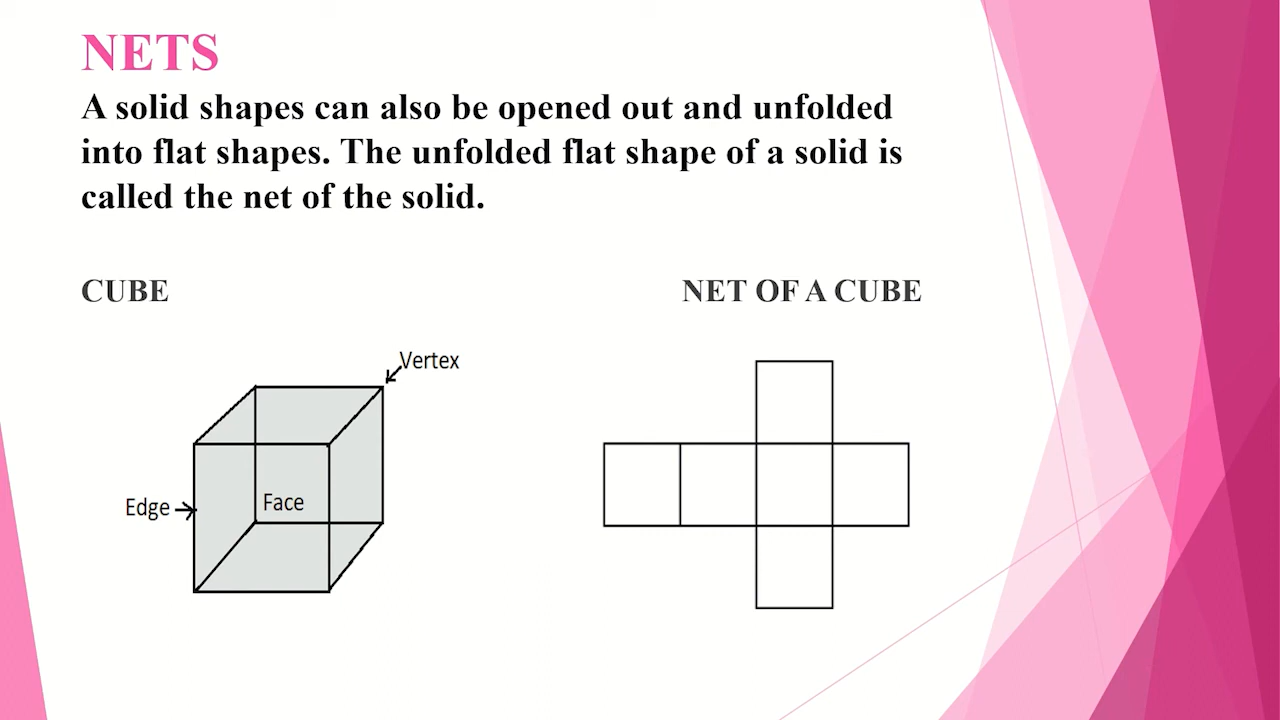 NETS
A solid shapes can also be opened out and unfolded
into flat shapes. The unfolded flat shape of a solid is
called the net of the solid.
CUBE
NET OF A CUBE
Vertex
Edge
Face